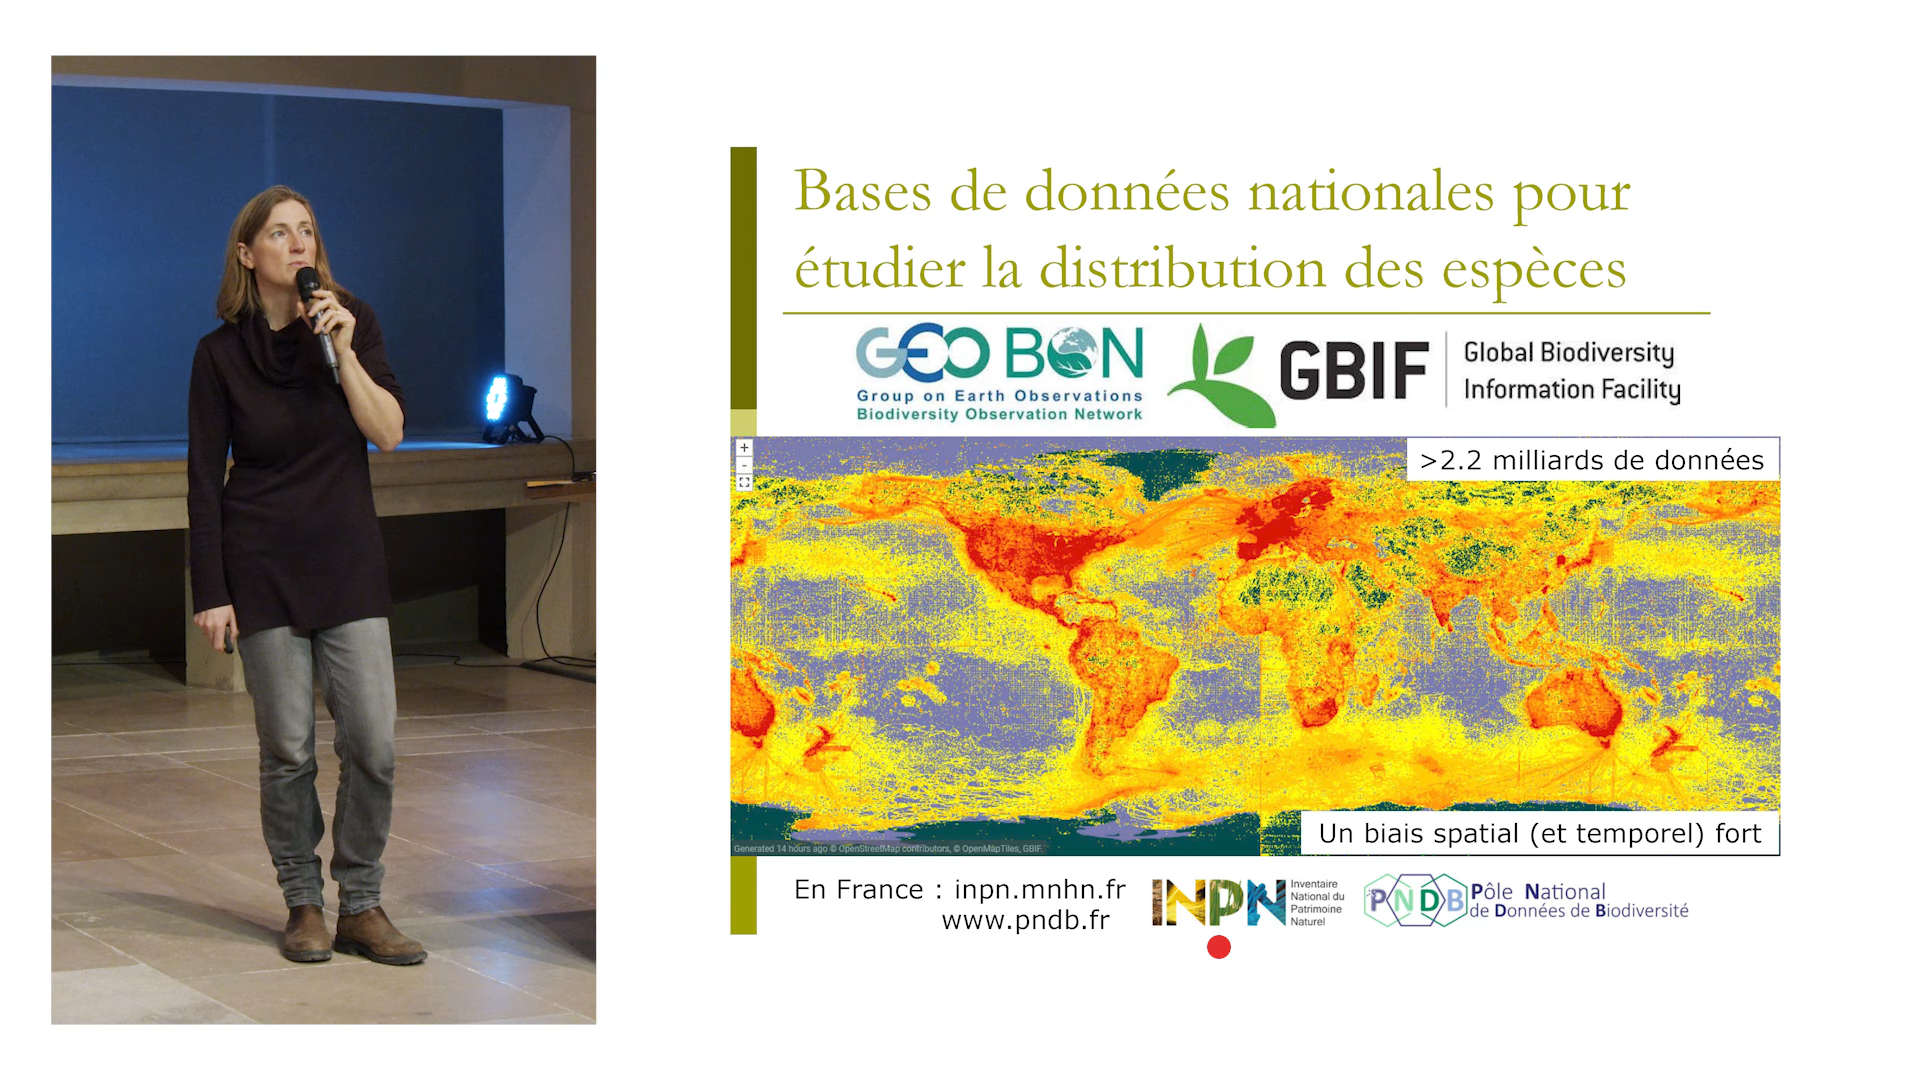 Bases de données nationales pour
étudier la distribution des espèces
GEO BON
Group on Earth Observations
Biodiversity Observation Network
GBIF
Global Biodiversity
Information Facility
+
-
>2.2 milliards de données
Un biais spatial (et temporel) fort
Generated 14 hours ago © OpenStreetMap contributors, © OpenMapTiles, GBIF.
En France : inpn.mnhn.fr
www.pndb.fr
INPN
Inventaire
National du
Patrimoine
Naturel
PNDB
Pôle National
de Données de Biodiversité